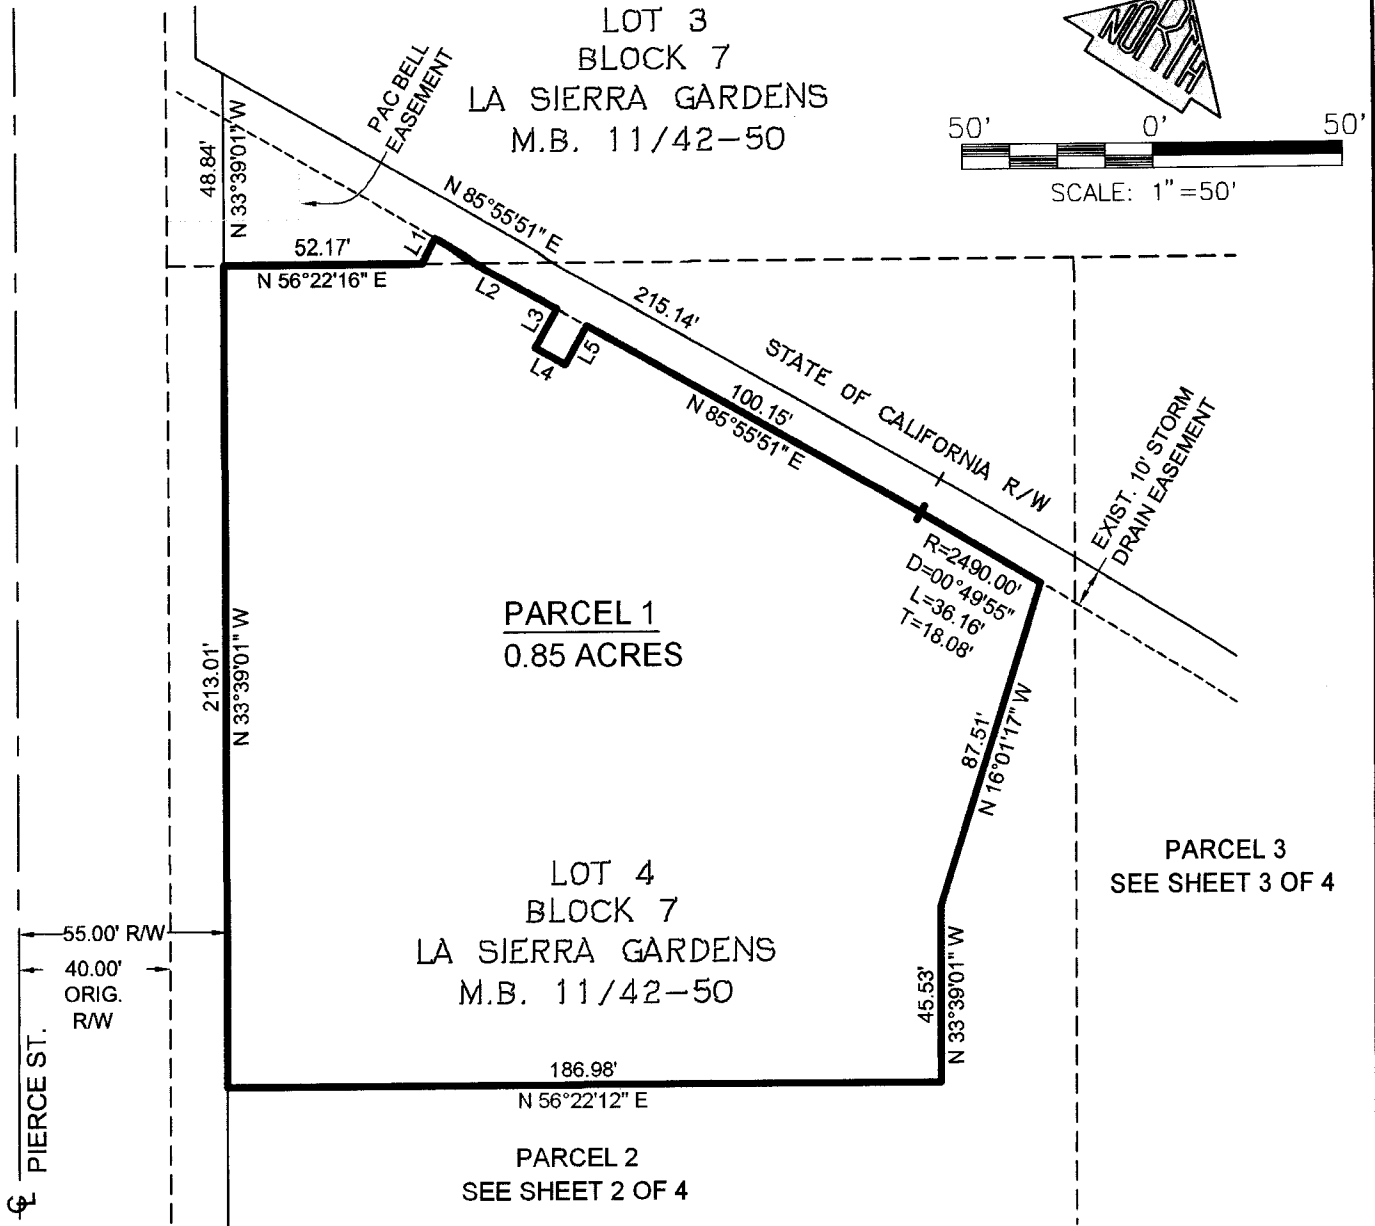 LOT 3
BLOCK 7
LA SIERRA GARDENS
M.B. 11/42-50
NORTH
50' 0' 50'
SCALE: 1"=50'
PAC BELL
EASEMENT
48.84'
N 33°39'01" W
N 85°55'51" E
215.14'
STATE OF CALIFORNIA R/W
52.17'
N 56°22'16" E
L1
L2
L3
L4
L5
100.15'
N 85°55'51" E
EXIST. 10' STORM
DRAIN EASEMENT
R=2490.00'
D=00°49'55"
L=36.16'
T=18.08'
PARCEL 1
0.85 ACRES
213.01'
N 33°39'01" W
87.51'
N 16°01'17" W
PARCEL 3
SEE SHEET 3 OF 4
LOT 4
BLOCK 7
LA SIERRA GARDENS
M.B. 11/42-50
55.00' R/W
40.00'
ORIG.
R/W
45.53'
N 33°39'01" W
℄ PIERCE ST.
186.98'
N 56°22'12" E
PARCEL 2
SEE SHEET 2 OF 4